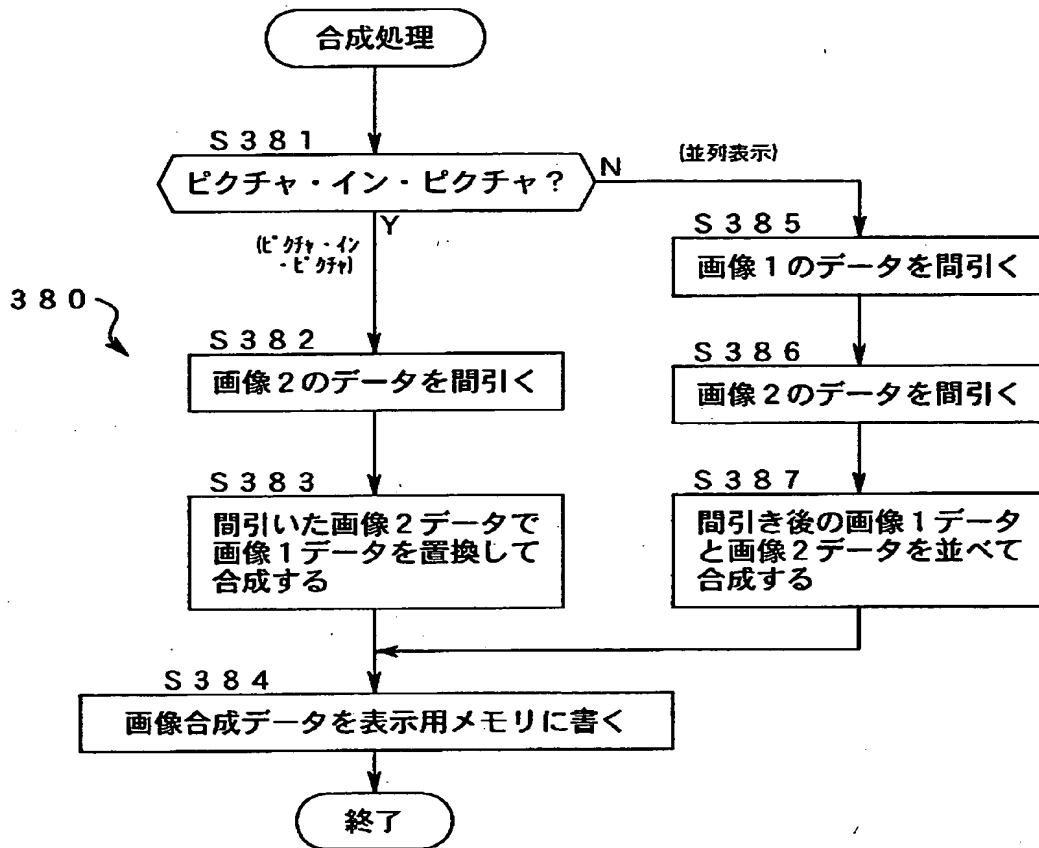 合成処理
S381
ピクチャ・イン・ピクチャ?
N
(並列表示)
Y
(ピクチャ・イン
・ピクチャ)
380
S382
画像2のデータを間引く
S383
間引いた画像2データで
画像1データを置換して
合成する
S385
画像1のデータを間引く
S386
画像2のデータを間引く
S387
間引き後の画像1データ
と画像2データを並べて
合成する
S384
画像合成データを表示用メモリに書く
終了